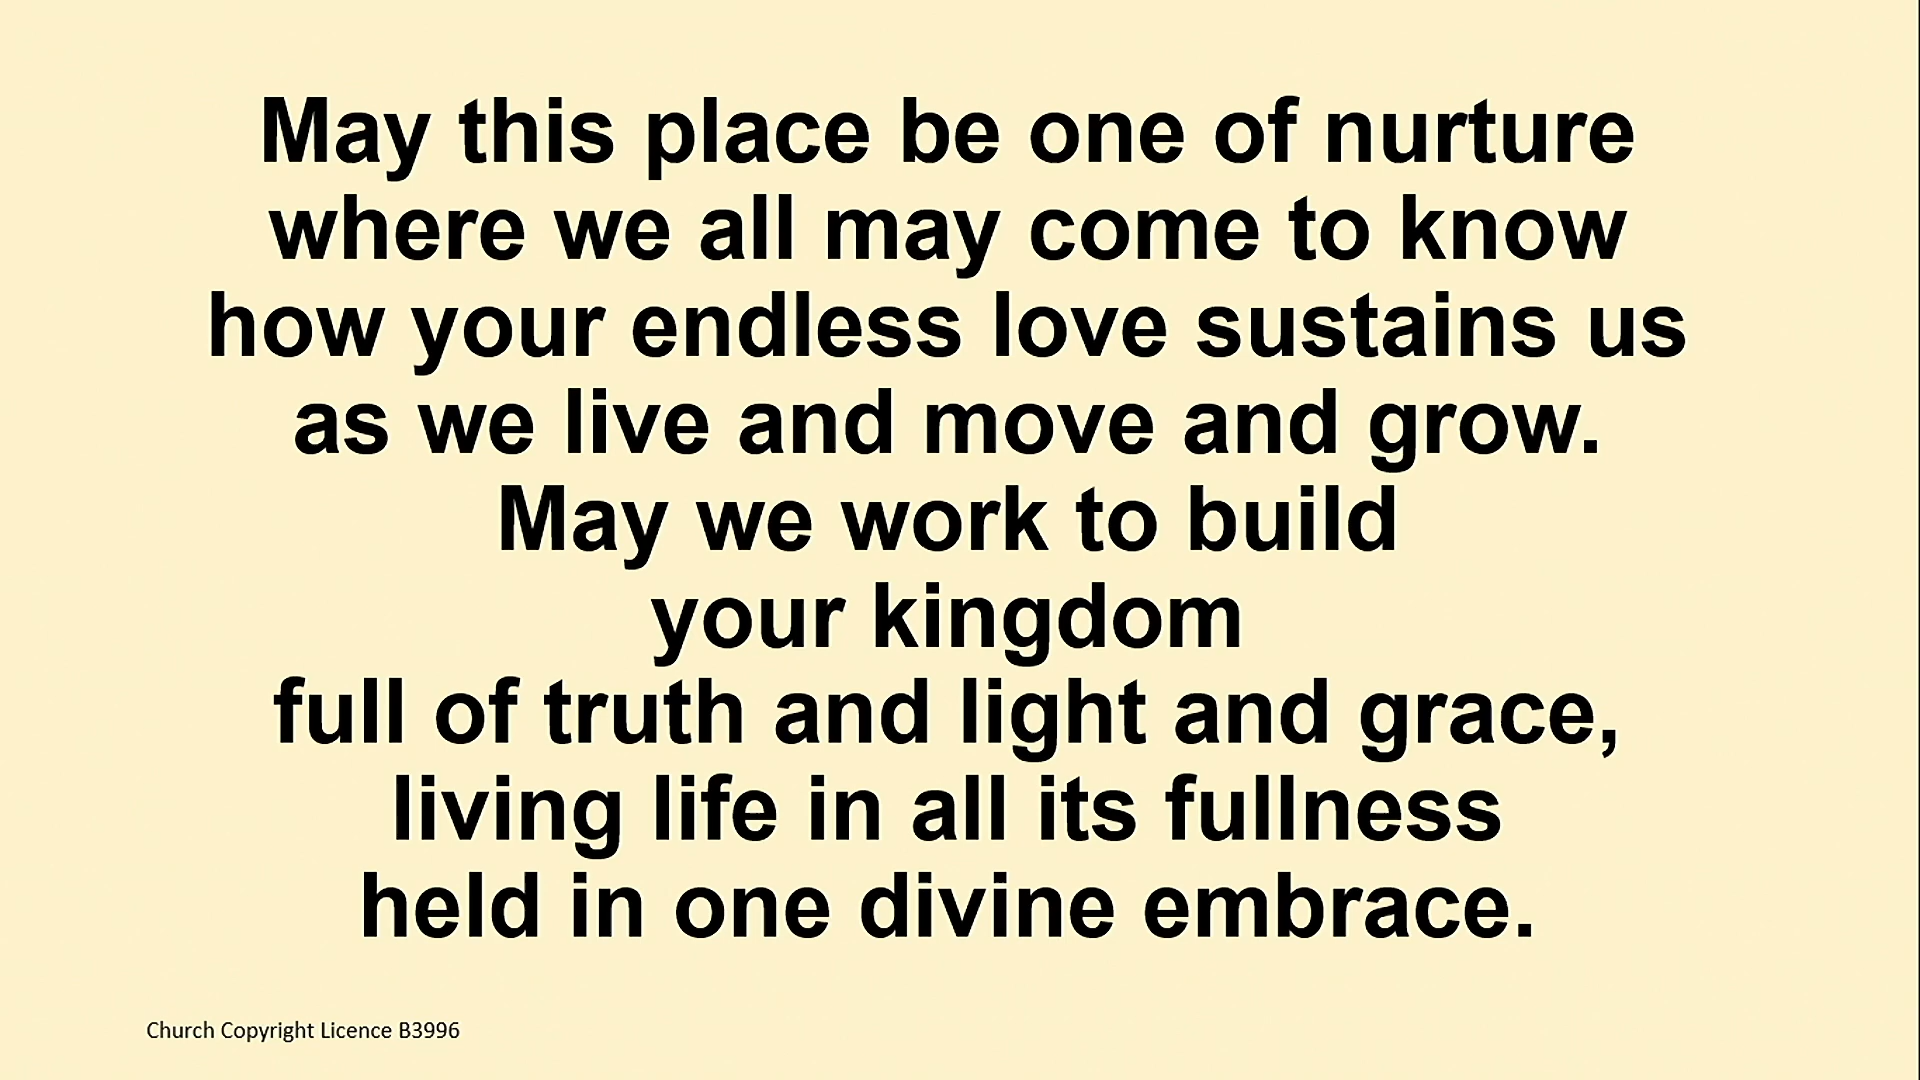 May this place be one of nurture
where we all may come to know
how your endless love sustains us
as we live and move and grow.
May we work to build
your kingdom
full of truth and light and grace,
living life in all its fullness
held in one divine embrace.
Church Copyright Licence B3996